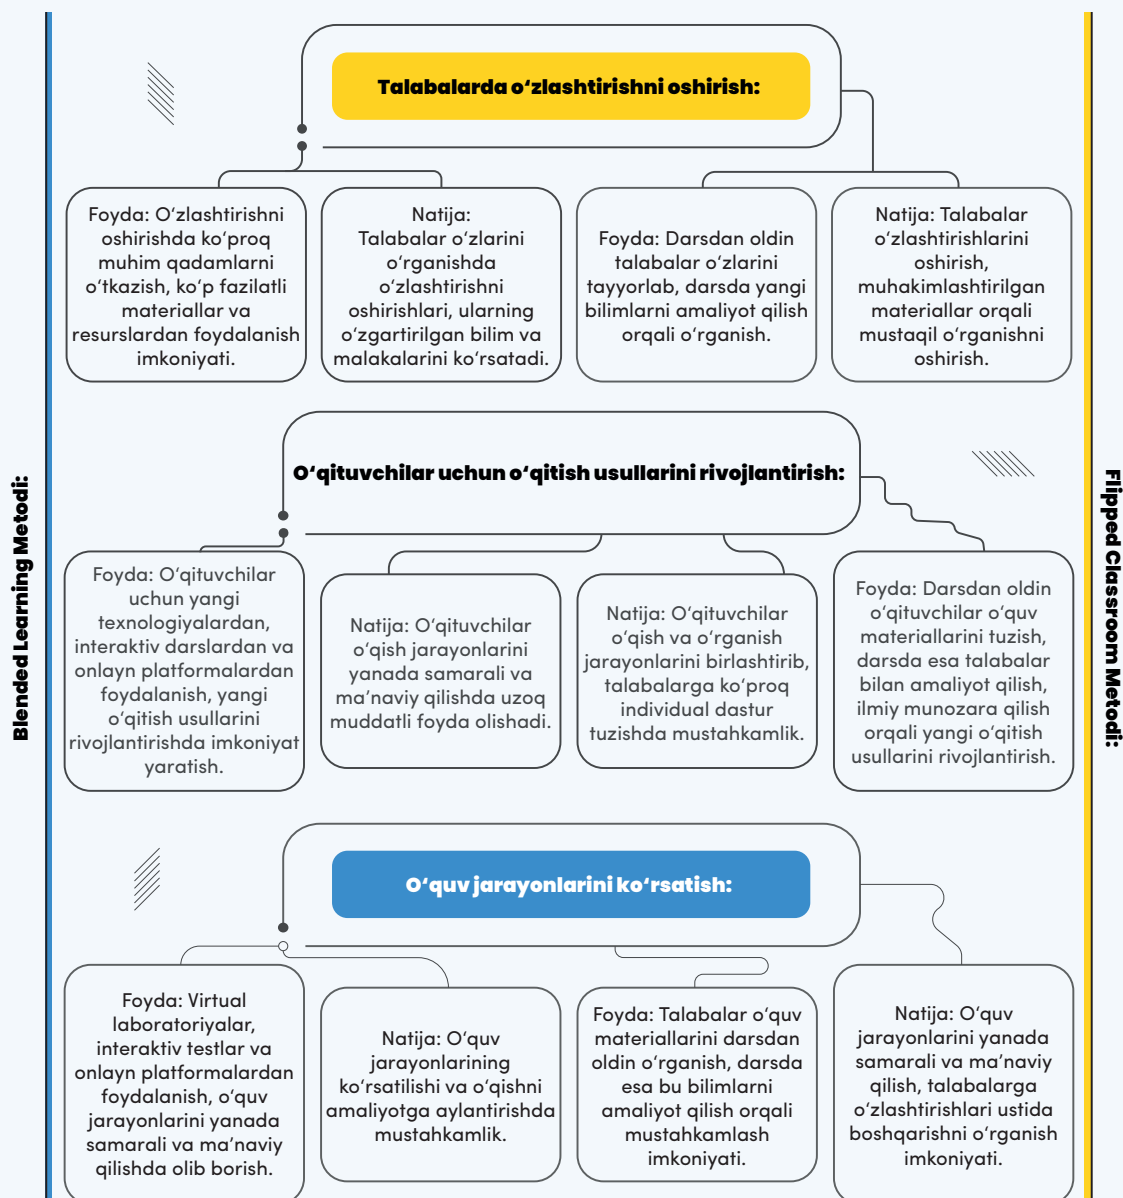 Talabalarda o‘zlashtirishni oshirish:
Foyda: O‘zlashtirishni
oshirishda ko‘proq
muhim qadamlarni
o‘tkazish, ko‘p fazilatli
materiallar va
resurslardan foydalanish
imkoniyati.
Natija:
Talabalar o‘zlarini
o‘rganishda
o‘zlashtirishni
oshirishlari, ularning
o‘zgartirilgan bilim va
malakalarini ko‘rsatadi.
Foyda: Darsdan oldin
talabalar o‘zlarini
tayyorlab, darsda yangi
bilimlarni amaliyot qilish
orqali o‘rganish.
Natija: Talabalar
o‘zlashtirishlarini
oshirish,
muhakimlashtirilgan
materiallar orqali
mustaqil o‘rganishni
oshirish.
O‘qituvchilar uchun o‘qitish usullarini rivojlantirish:
Foyda: O‘qituvchilar
uchun yangi
texnologiyalardan,
interaktiv darslardan va
onlayn platformalardan
foydalanish, yangi
o‘qitish usullarini
rivojlantirishda imkoniyat
yaratish.
Natija: O‘qituvchilar
o‘qish jarayonlarini
yanada samarali va
ma’naviy qilishda uzoq
muddatli foyda olishadi.
Natija: O‘qituvchilar
o‘qish va o‘rganish
jarayonlarini birlashtirib,
talabalarga ko‘proq
individual dastur
tuzishda mustahkamlik.
Foyda: Darsdan oldin
o‘qituvchilar o‘quv
materiallarini tuzish,
darsda esa talabalar
bilan amaliyot qilish,
ilmiy munozara qilish
orqali yangi o‘qitish
usullarini rivojlantirish.
O‘quv jarayonlarini ko‘rsatish:
Foyda: Virtual
laboratoriyalar,
interaktiv testlar va
onlayn platformalardan
foydalanish, o‘quv
jarayonlarini yanada
samarali va ma’naviy
qilishda olib borish.
Natija: O‘quv
jarayonlarining
ko‘rsatilishi va o‘qishni
amaliyotga aylantirishda
mustahkamlik.
Foyda: Talabalar o‘quv
materiallarini darsdan
oldin o‘rganish, darsda
esa bu bilimlarni
amaliyot qilish orqali
mustahkamlash
imkoniyati.
Natija: O‘quv
jarayonlarini yanada
samarali va ma’naviy
qilish, talabalarga
o‘zlashtirishlari ustida
boshqarishni o‘rganish
imkoniyati.
Blended Learning Metodi:
Flipped Classroom Metodi: